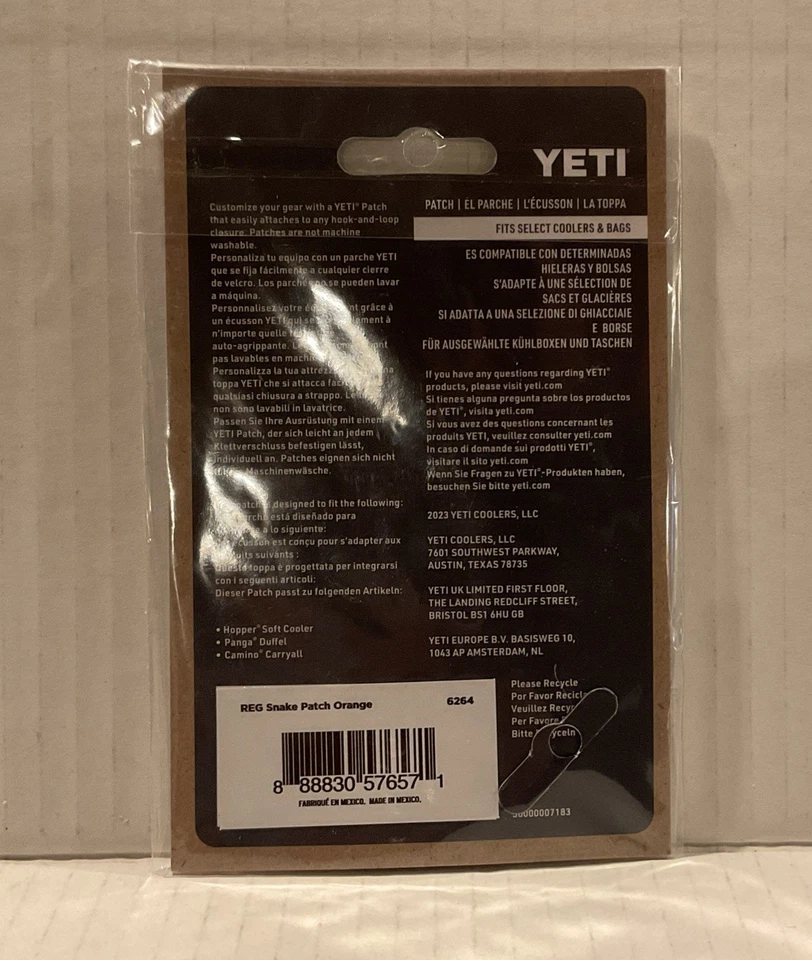 YETI
PATCH | EL PARCHE | L'ÉCUSSON | LA TOPPA
FITS SELECT COOLERS & BAGS
ES COMPATIBLE CON DETERMINADAS
HIELERAS Y BOLSAS
S'ADAPTE À UNE SÉLECTION DE
SACS ET GLACIÈRES
SI ADATTA A UNA SELEZIONE DI GHIACCIAIE
E BORSE
FÜR AUSGEWÄHLTE KÜHLBOXEN UND TASCHEN
Customize your gear with a YETI® Patch
that easily attaches to any hook-and-loop
closure. Patches are not machine
washable.
Personaliza tu equipo con un parche YETI
que se fija fácilmente a cualquier cierre
de velcro. Los parches no se pueden lavar
a máquina.
Personnalisez votre équipement grâce à
un écusson YETI qui se
n'importe quelle
auto-agrippante.
pas lavables en machine
Personalizza la tua
toppa YETI che si attacca
qualsiasi chiusura a strappo. Le
non sono lavabili in lavatrice.
Passen Sie Ihre Ausrüstung mit einem
YETI Patch, der sich leicht an jedem
Klettverschluss befestigen lässt,
individuell an. Patches eignen sich nicht
Maschinenwäsche.
designed to fit the following:
está diseñado para
a lo siguiente:
est conçu pour s'adapter aux
suivants :
Questa toppa è progettata per integrarsi
con i seguenti articoli:
Dieser Patch passt zu folgenden Artikeln:
• Hopper® Soft Cooler
• Panga® Duffel
• Camino® Carryall
If you have any questions regarding YETI®
products, please visit yeti.com
Si tienes alguna pregunta sobre los productos
de YETI®, visita yeti.com
Si vous avez des questions concernant les
produits YETI, veuillez consulter yeti.com
In caso di domande sui prodotti YETI®,
visitare il sito yeti.com
Wenn Sie Fragen zu YETI®-Produkten haben,
besuchen Sie bitte yeti.com
2023 YETI COOLERS, LLC
YETI COOLERS, LLC
7601 SOUTHWEST PARKWAY,
AUSTIN, TEXAS 78735
YETI UK LIMITED FIRST FLOOR,
THE LANDING REDCLIFF STREET,
BRISTOL BS1 6HU GB
YETI EUROPE B.V. BASISWEG 10,
1043 AP AMSTERDAM, NL
Please Recycle
Por Favor Recicle
Veuillez
Per Favore
Bitte
REG Snake Patch Orange 6264
8 88830 57657 1
FABRIQUÉ EN MEXICO. MADE IN MEXICO.